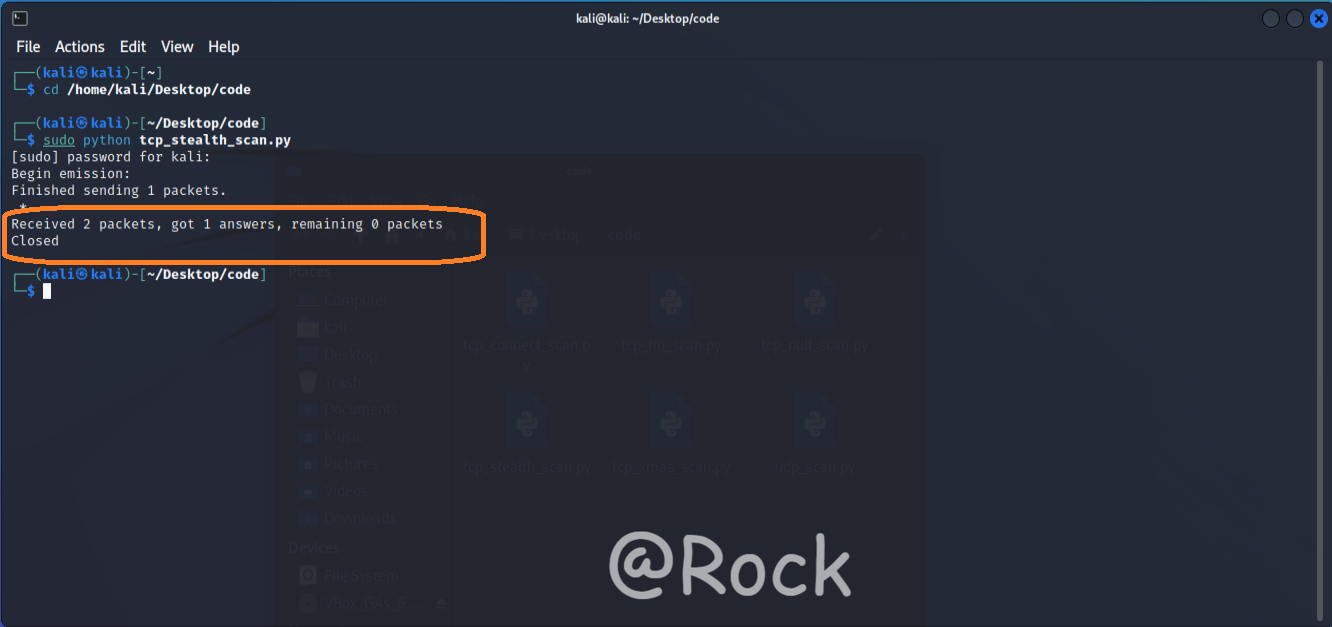 kali@kali: ~/Desktop/code
File Actions Edit View Help
┌──(kali㉿kali)-[~]
└─$ cd /home/kali/Desktop/code
┌──(kali㉿kali)-[~/Desktop/code]
└─$ sudo python tcp_stealth_scan.py
[sudo] password for kali:
Begin emission:
Finished sending 1 packets.
*
Received 2 packets, got 1 answers, remaining 0 packets
Closed
┌──(kali㉿kali)-[~/Desktop/code]
└─$
code
Desktop code
Places
Computer
kali
Desktop
Trash
Documents
Music
Pictures
Videos
Downloads
Devices
File System
VBox_GAs_6...
tcp_connect_scan.p
y
tcp_fin_scan.py
tcp_null_scan.py
tcp_stealth_scan.py
tcp_xmas_scan.py
udp_scan.py
@Rock